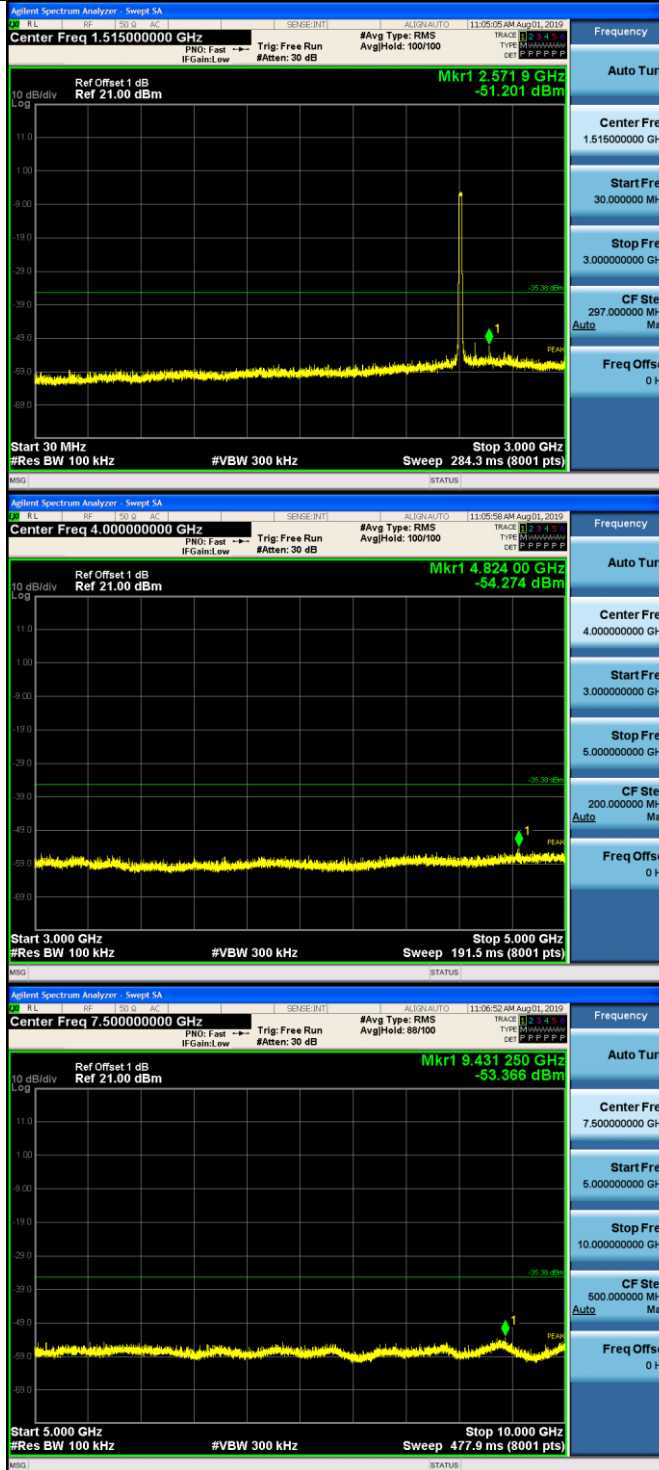 Agilent Spectrum Analyzer - Swept SA
RL RF 50 Ω AC SENSE:INT ALIGNAUTO 11:05:05 AM Aug 01, 2019
Center Freq 1.515000000 GHz
PNO: Fast
IFGain:Low
Trig: Free Run
#Atten: 30 dB
#Avg Type: RMS
Avg|Hold: 100/100
TRACE 1 2 3 4 5 6
TYPE M
DET P P P P P P
Ref Offset 1 dB
Ref 21.00 dBm
10 dB/div
Log
Mkr1 2.571 9 GHz
-51.201 dBm
11.0
1.00
-9.00
-19.0
-29.0
-39.0
-49.0
-59.0
-69.0
-35.38 dBm
1
PEAK
Start 30 MHz
Stop 3.000 GHz
#Res BW 100 kHz
#VBW 300 kHz
Sweep 284.3 ms (8001 pts)
MSG
STATUS
Frequency
Auto Tun
Center Fre
1.515000000 GH
Start Fre
30.000000 MH
Stop Fre
3.000000000 GH
CF Ste
297.000000 MH
Auto Ma
Freq Offse
0 H
Agilent Spectrum Analyzer - Swept SA
RL RF 50 Ω AC SENSE:INT ALIGNAUTO 11:05:58 AM Aug 01, 2019
Center Freq 4.000000000 GHz
PNO: Fast
IFGain:Low
Trig: Free Run
#Atten: 30 dB
#Avg Type: RMS
Avg|Hold: 100/100
TRACE 1 2 3 4 5 6
TYPE M
DET P P P P P P
Ref Offset 1 dB
Ref 21.00 dBm
10 dB/div
Log
Mkr1 4.824 00 GHz
-54.274 dBm
11.0
1.00
-9.00
-19.0
-29.0
-39.0
-49.0
-59.0
-69.0
-35.38 dBm
1
PEAK
Start 3.000 GHz
Stop 5.000 GHz
#Res BW 100 kHz
#VBW 300 kHz
Sweep 191.5 ms (8001 pts)
MSG
STATUS
Frequency
Auto Tun
Center Fre
4.000000000 GH
Start Fre
3.000000000 GH
Stop Fre
5.000000000 GH
CF Ste
200.000000 MH
Auto Ma
Freq Offse
0 H
Agilent Spectrum Analyzer - Swept SA
RL RF 50 Ω AC SENSE:INT ALIGNAUTO 11:06:52 AM Aug 01, 2019
Center Freq 7.500000000 GHz
PNO: Fast
IFGain:Low
Trig: Free Run
#Atten: 30 dB
#Avg Type: RMS
Avg|Hold: 88/100
TRACE 1 2 3 4 5 6
TYPE M
DET P P P P P P
Ref Offset 1 dB
Ref 21.00 dBm
10 dB/div
Log
Mkr1 9.431 250 GHz
-53.366 dBm
11.0
1.00
-9.00
-19.0
-29.0
-39.0
-49.0
-59.0
-69.0
-35.38 dBm
1
PEAK
Start 5.000 GHz
Stop 10.000 GHz
#Res BW 100 kHz
#VBW 300 kHz
Sweep 477.9 ms (8001 pts)
MSG
STATUS
Frequency
Auto Tun
Center Fre
7.500000000 GH
Start Fre
5.000000000 GH
Stop Fre
10.000000000 GH
CF Ste
500.000000 MH
Auto Ma
Freq Offse
0 H